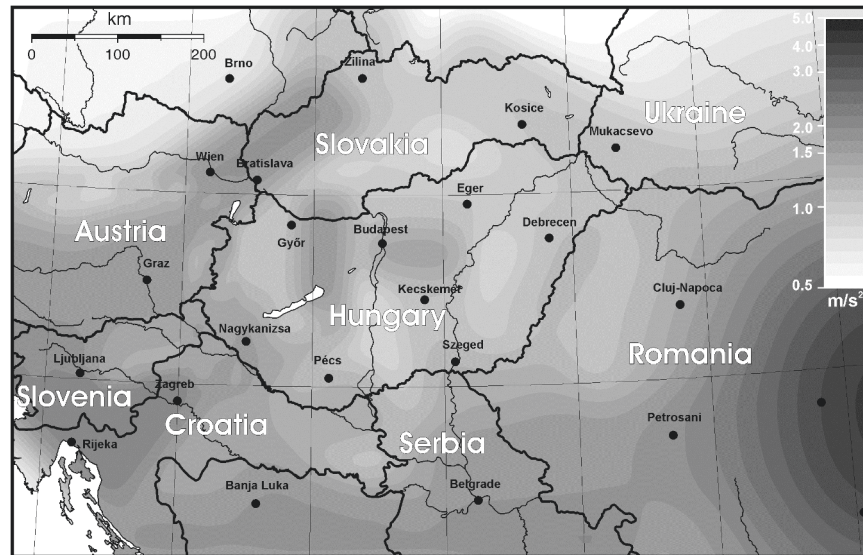 km
0 100 200
Brno
Zilina
Kosice
Ukraine
Mukacsevo
Slovakia
Wien
Bratislava
Eger
Austria
Győr
Budapest
Debrecen
Graz
Kecskemét
Cluj-Napoca
Hungary
Nagykanizsa
Szeged
Romania
Ljubljana
Pécs
Slovenia
Zagreb
Croatia
Petrosani
Rijeka
Serbia
Banja Luka
Belgrade
5.0
4.0
3.0
2.0
1.5
1.0
0.5
m/s²